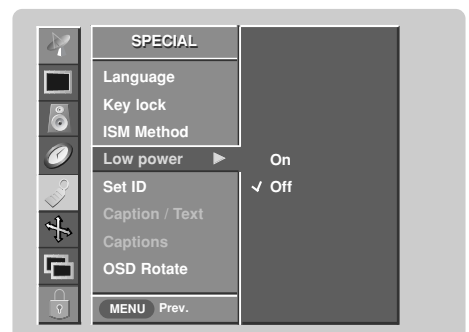 SPECIAL
Language
Key lock
ISM Method
Low power ▶ On
Set ID ✓ Off
Caption / Text
Captions
OSD Rotate
MENU Prev.